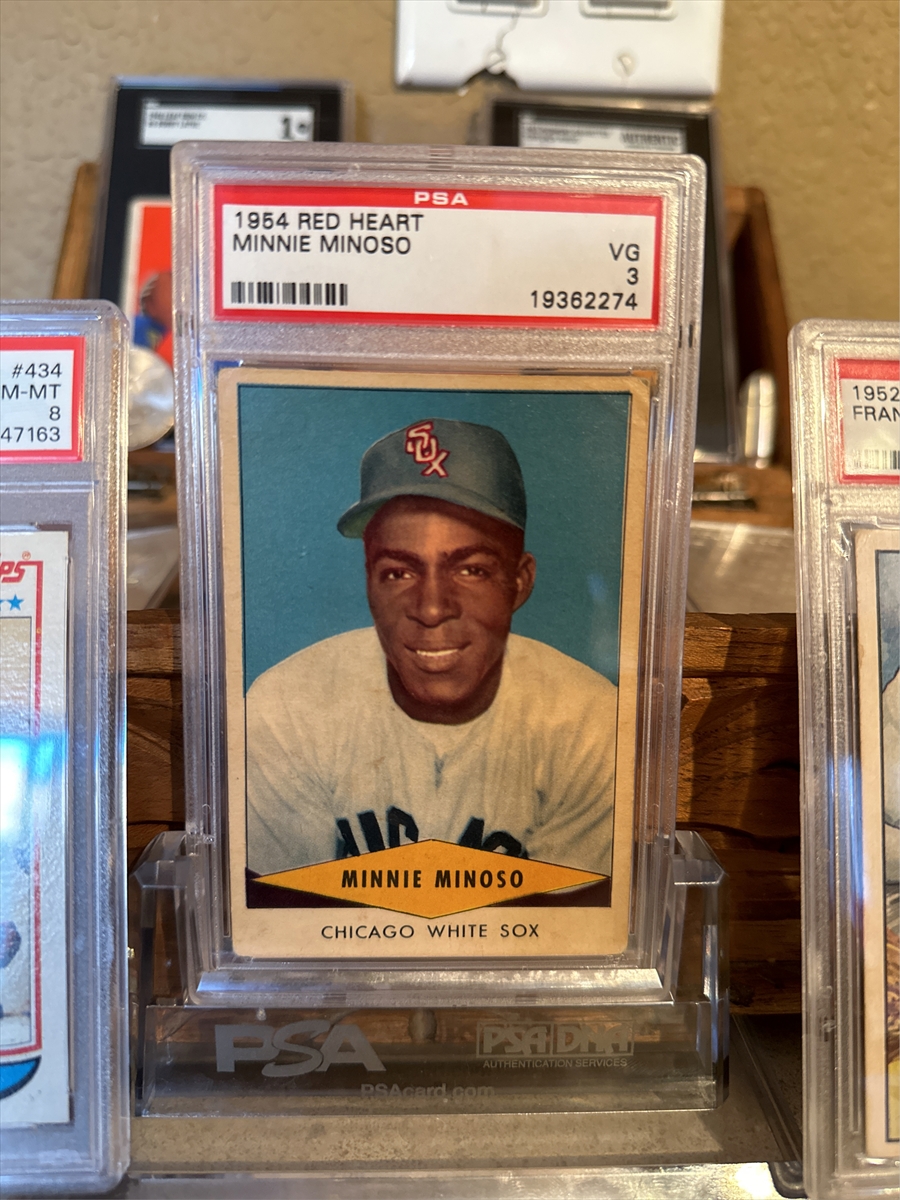 1
PSA
1954 RED HEART
MINNIE MINOSO
VG
3
19362274
#434
M-MT
8
47163
1952
FRAN
PS
SOX
MINNIE MINOSO
CHICAGO WHITE SOX
PSA
PSA DNA
AUTHENTICATION SERVICES
PSAcard.com